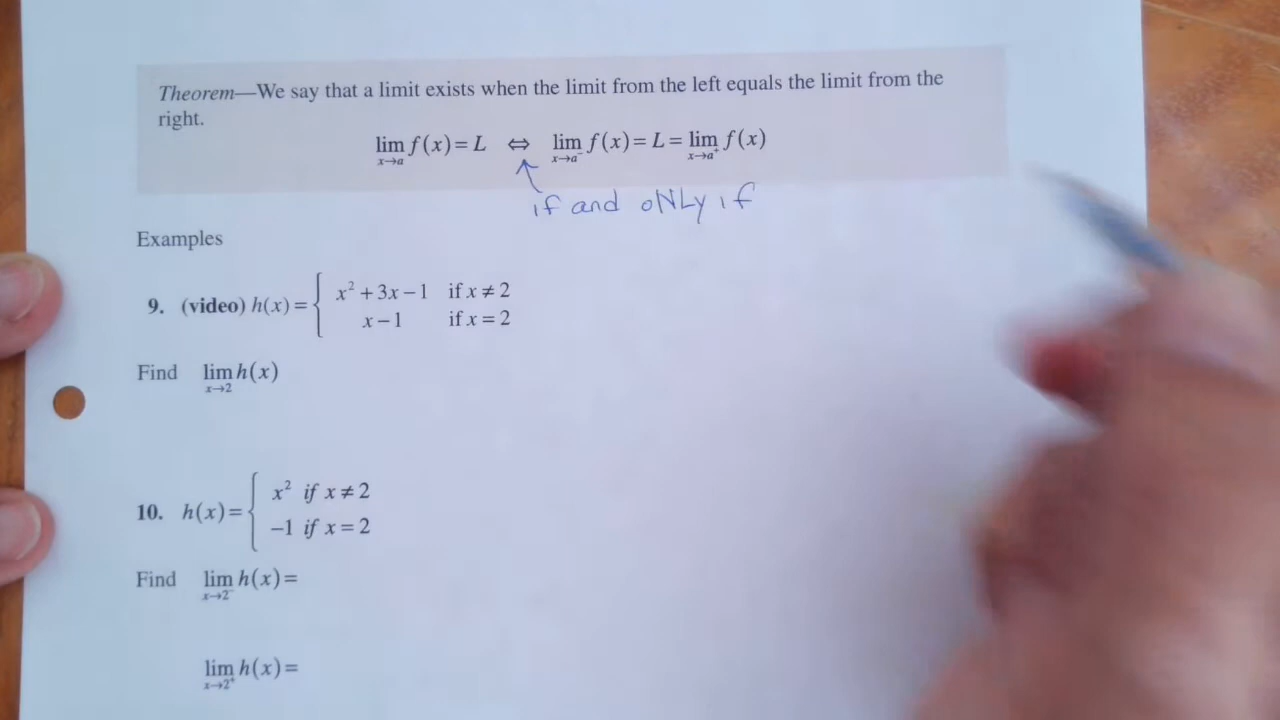 Theorem—We say that a limit exists when the limit from the left equals the limit from the
right.
lim f(x) = L ⇔ lim f(x) = L = lim f(x)
x→a x→a⁻ x→a⁺
if and ONLY if
Examples
9. (video) h(x) = { x² + 3x − 1 if x ≠ 2
x − 1 if x = 2
Find lim h(x)
x→2
10. h(x) = { x² if x ≠ 2
−1 if x = 2
Find lim h(x) =
x→2⁻
lim h(x) =
x→2⁺